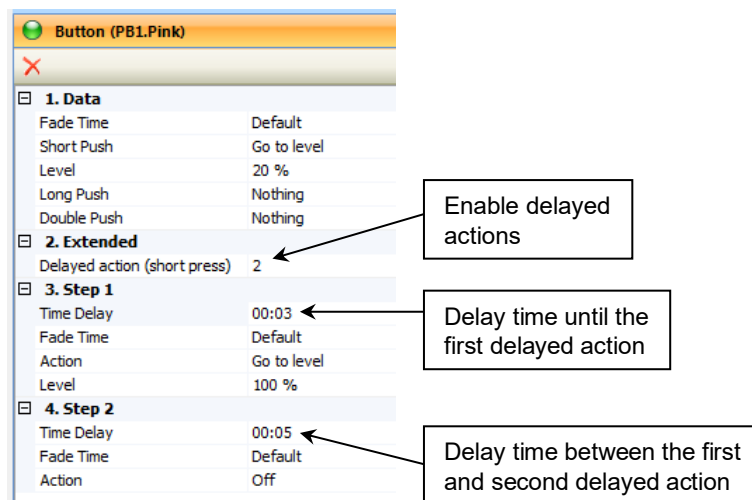 Button (PB1.Pink)
1. Data
Fade Time Default
Short Push Go to level
Level 20 %
Long Push Nothing
Double Push Nothing
2. Extended
Delayed action (short press) 2
3. Step 1
Time Delay 00:03
Fade Time Default
Action Go to level
Level 100 %
4. Step 2
Time Delay 00:05
Fade Time Default
Action Off
Enable delayed
actions
Delay time until the
first delayed action
Delay time between the first
and second delayed action